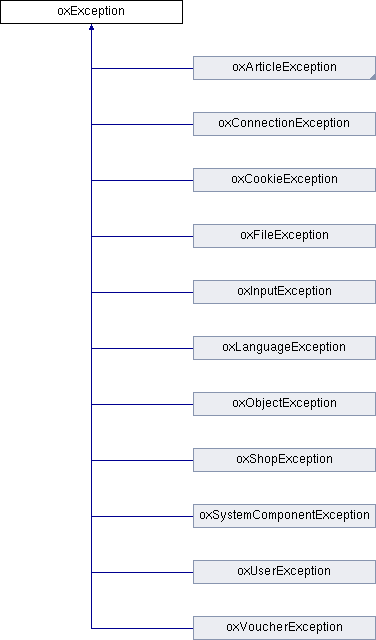 oxException
oxArticleException
oxConnectionException
oxCookieException
oxFileException
oxInputException
oxLanguageException
oxObjectException
oxShopException
oxSystemComponentException
oxUserException
oxVoucherException